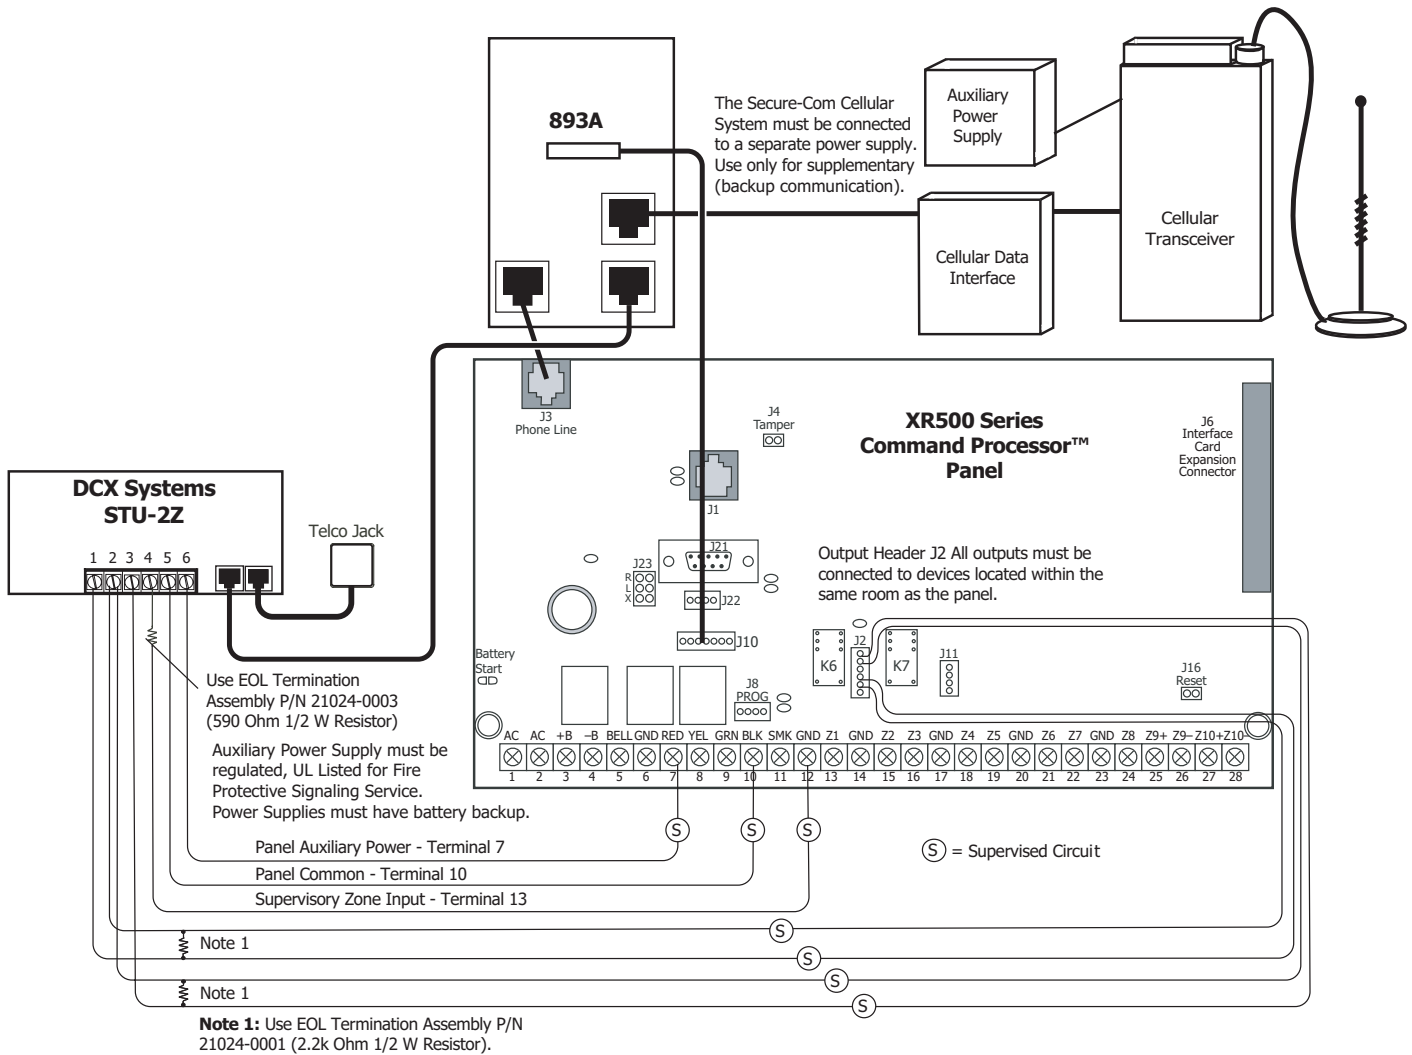 893A
The Secure-Com Cellular
System must be connected
to a separate power supply.
Use only for supplementary
(backup communication).
Auxiliary
Power
Supply
Cellular
Transceiver
Cellular Data
Interface
J3
Phone Line
J4
Tamper
XR500 Series
Command Processor™
Panel
J6
Interface
Card
Expansion
Connector
J1
DCX Systems
STU-2Z
1 2 3 4 5 6
Telco Jack
J21
J23
R
L
X
J22
J10
Output Header J2 All outputs must be
connected to devices located within the
same room as the panel.
Battery
Start
J8
PROG
K6
J2
K7
J11
J16
Reset
Use EOL Termination
Assembly P/N 21024-0003
(590 Ohm 1/2 W Resistor)
AC AC +B –B BELL GND RED YEL GRN BLK SMK GND Z1 GND Z2 Z3 GND Z4 Z5 GND Z6 Z7 GND Z8 Z9+ Z9– Z10+ Z10–
1 2 3 4 5 6 7 8 9 10 11 12 13 14 15 16 17 18 19 20 21 22 23 24 25 26 27 28
Auxiliary Power Supply must be
regulated, UL Listed for Fire
Protective Signaling Service.
Power Supplies must have battery backup.
S S S
Panel Auxiliary Power - Terminal 7
S = Supervised Circuit
Panel Common - Terminal 10
Supervisory Zone Input - Terminal 13
S
Note 1
S
S
Note 1
S
Note 1: Use EOL Termination Assembly P/N
21024-0001 (2.2k Ohm 1/2 W Resistor).